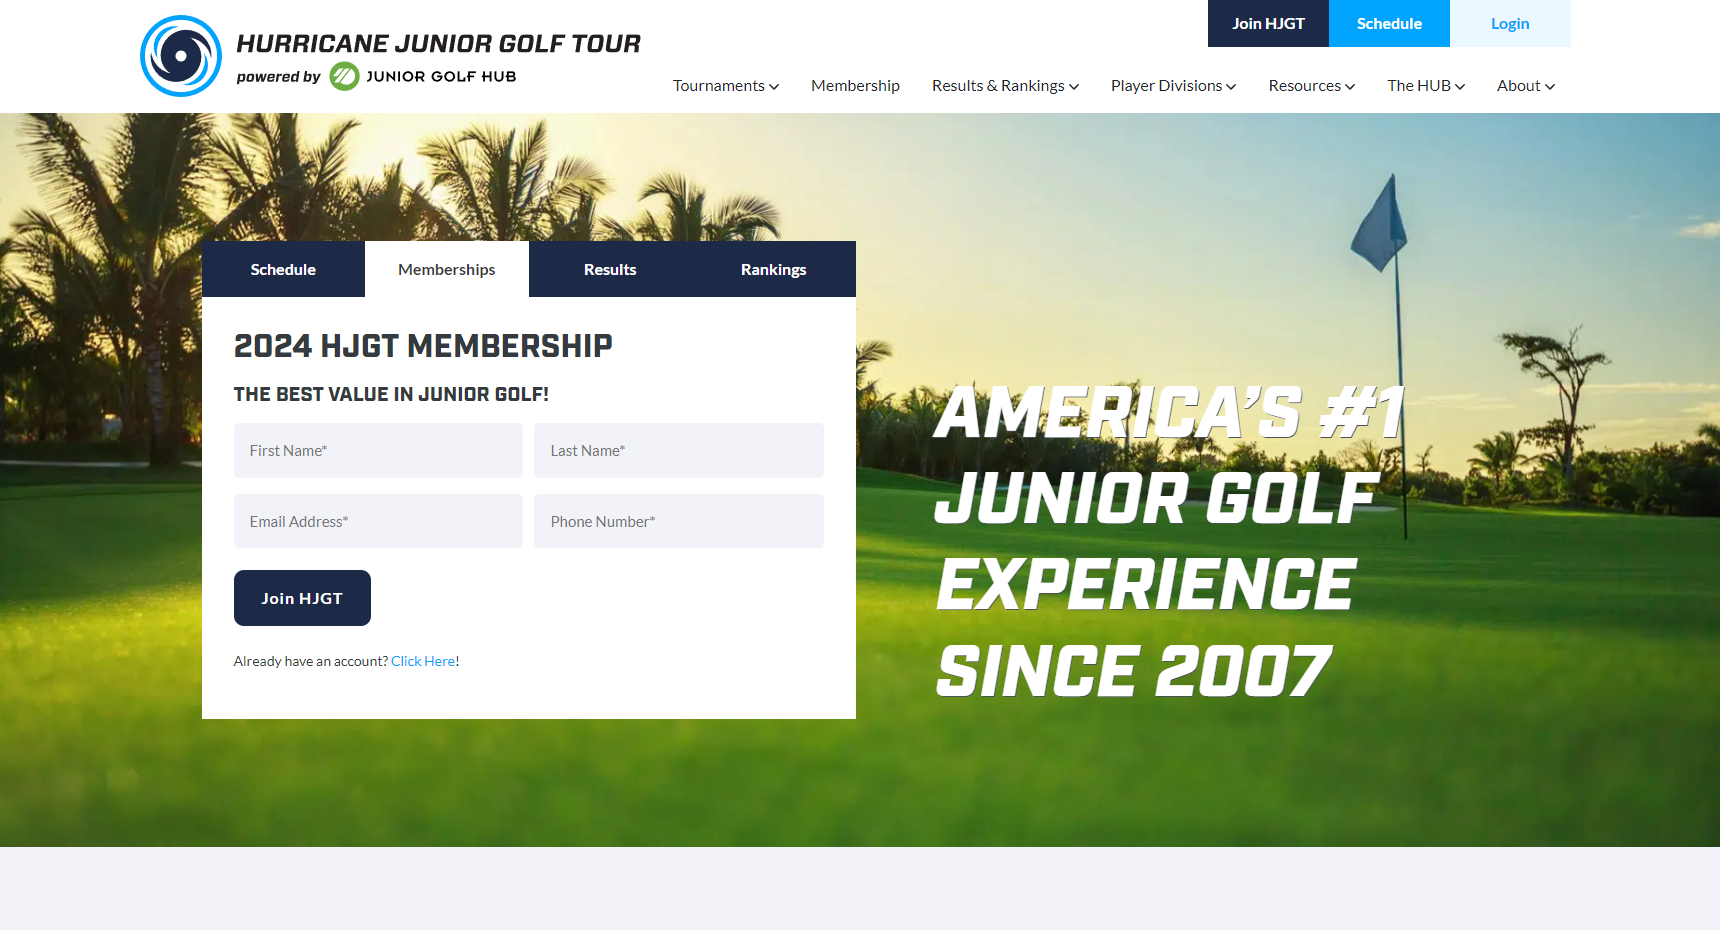 Join HJGT
Schedule
Login
HURRICANE JUNIOR GOLF TOUR
powered by JUNIOR GOLF HUB
Tournaments
Membership
Results & Rankings
Player Divisions
Resources
The HUB
About
Schedule
Memberships
Results
Rankings
2024 HJGT MEMBERSHIP
THE BEST VALUE IN JUNIOR GOLF!
First Name*
Last Name*
Email Address*
Phone Number*
Join HJGT
Already have an account? Click Here!
AMERICA'S #1
JUNIOR GOLF
EXPERIENCE
SINCE 2007